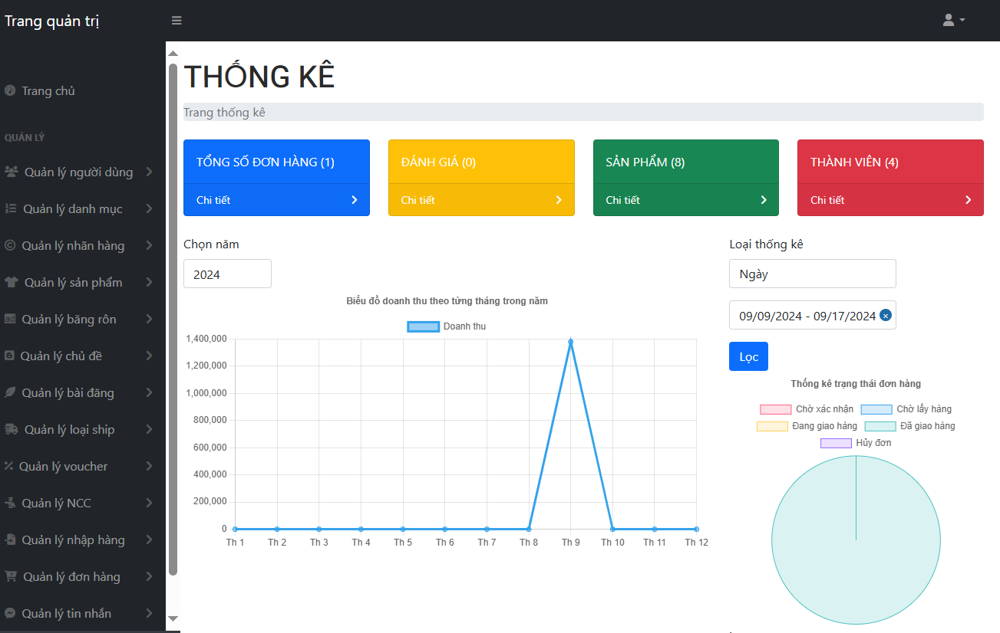 Trang quản trị
Trang chủ
QUẢN LÝ
Quản lý người dùng
Quản lý danh mục
Quản lý nhãn hàng
Quản lý sản phẩm
Quản lý băng rôn
Quản lý chủ đề
Quản lý bài đăng
Quản lý loại ship
Quản lý voucher
Quản lý NCC
Quản lý nhập hàng
Quản lý đơn hàng
Quản lý tin nhắn
THỐNG KÊ
Trang thống kê
TỔNG SỐ ĐƠN HÀNG (1)
Chi tiết
ĐÁNH GIÁ (0)
Chi tiết
SẢN PHẨM (8)
Chi tiết
THÀNH VIÊN (4)
Chi tiết
Chọn năm
2024
Biểu đồ doanh thu theo từng tháng trong năm
Doanh thu
1,400,000
1,200,000
1,000,000
800,000
600,000
400,000
200,000
0
Th 1 Th 2 Th 3 Th 4 Th 5 Th 6 Th 7 Th 8 Th 9 Th 10 Th 11 Th 12
Loại thống kê
Ngày
09/09/2024 - 09/17/2024
Lọc
Thống kê trạng thái đơn hàng
Chờ xác nhận Chờ lấy hàng
Đang giao hàng Đã giao hàng
Hủy đơn